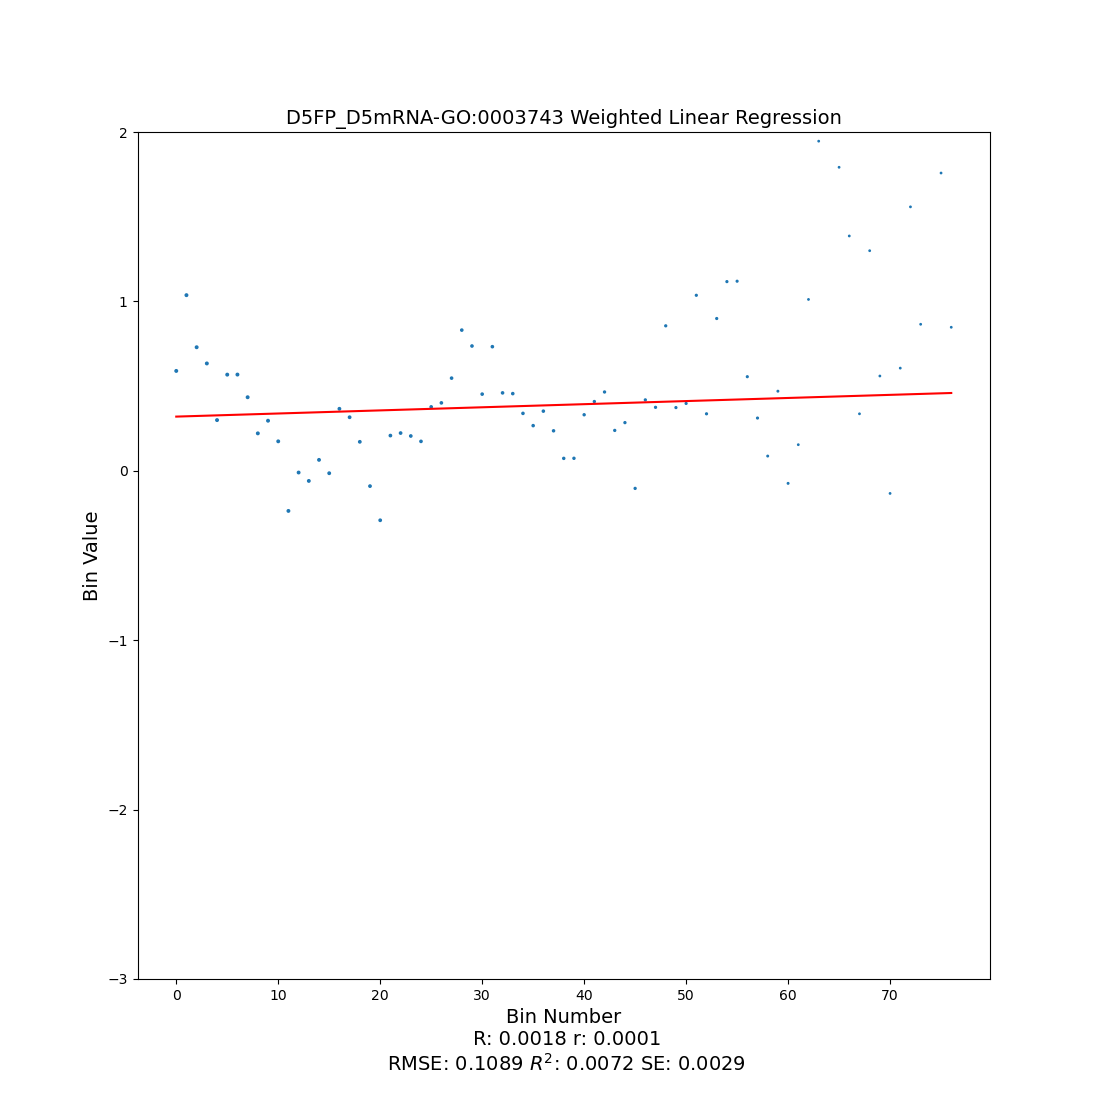 D5FP_D5mRNA-GO:0003743 Weighted Linear Regression
2
1
0
−1
−2
−3
Bin Value
0 10 20 30 40 50 60 70
Bin Number
R: 0.0018 r: 0.0001
RMSE: 0.1089 R²: 0.0072 SE: 0.0029